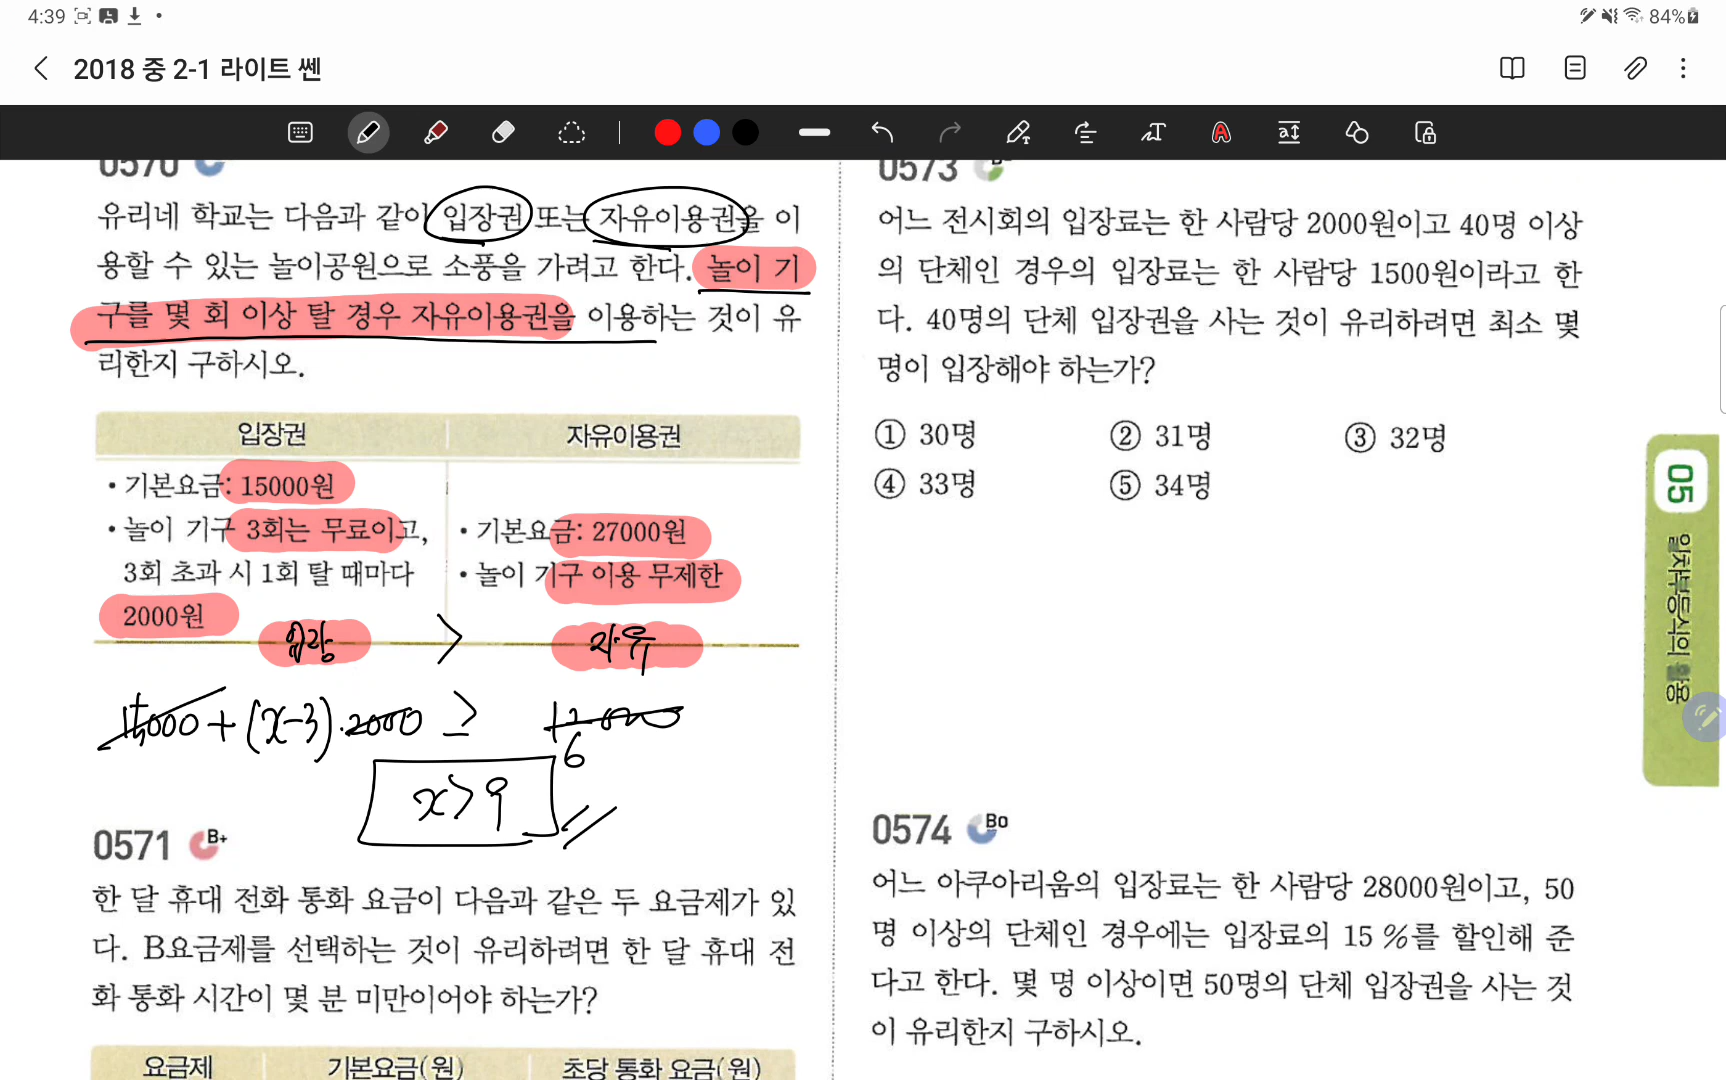 4:39
84%
2018 중 2-1 라이트 쎈
0570
유리네 학교는 다음과 같이 입장권 또는 자유이용권을 이
용할 수 있는 놀이공원으로 소풍을 가려고 한다. 놀이 기
구를 몇 회 이상 탈 경우 자유이용권을 이용하는 것이 유
리한지 구하시오.
입장권 자유이용권
• 기본요금: 15000원
• 놀이 기구 3회는 무료이고,
3회 초과 시 1회 탈 때마다
2000원
• 기본요금: 27000원
• 놀이 기구 이용 무제한
입장 > 자유
+(x-3)·2000 ≥
6
x>9
0571 B+
한 달 휴대 전화 통화 요금이 다음과 같은 두 요금제가 있
다. B요금제를 선택하는 것이 유리하려면 한 달 휴대 전
화 통화 시간이 몇 분 미만이어야 하는가?
요금제 기본요금(원) 초당 통화 요금(원)
0573
어느 전시회의 입장료는 한 사람당 2000원이고 40명 이상
의 단체인 경우의 입장료는 한 사람당 1500원이라고 한
다. 40명의 단체 입장권을 사는 것이 유리하려면 최소 몇
명이 입장해야 하는가?
① 30명 ② 31명 ③ 32명
④ 33명 ⑤ 34명
0574 B0
어느 아쿠아리움의 입장료는 한 사람당 28000원이고, 50
명 이상의 단체인 경우에는 입장료의 15 %를 할인해 준
다고 한다. 몇 명 이상이면 50명의 단체 입장권을 사는 것
이 유리한지 구하시오.
05
일차부등식의 활용